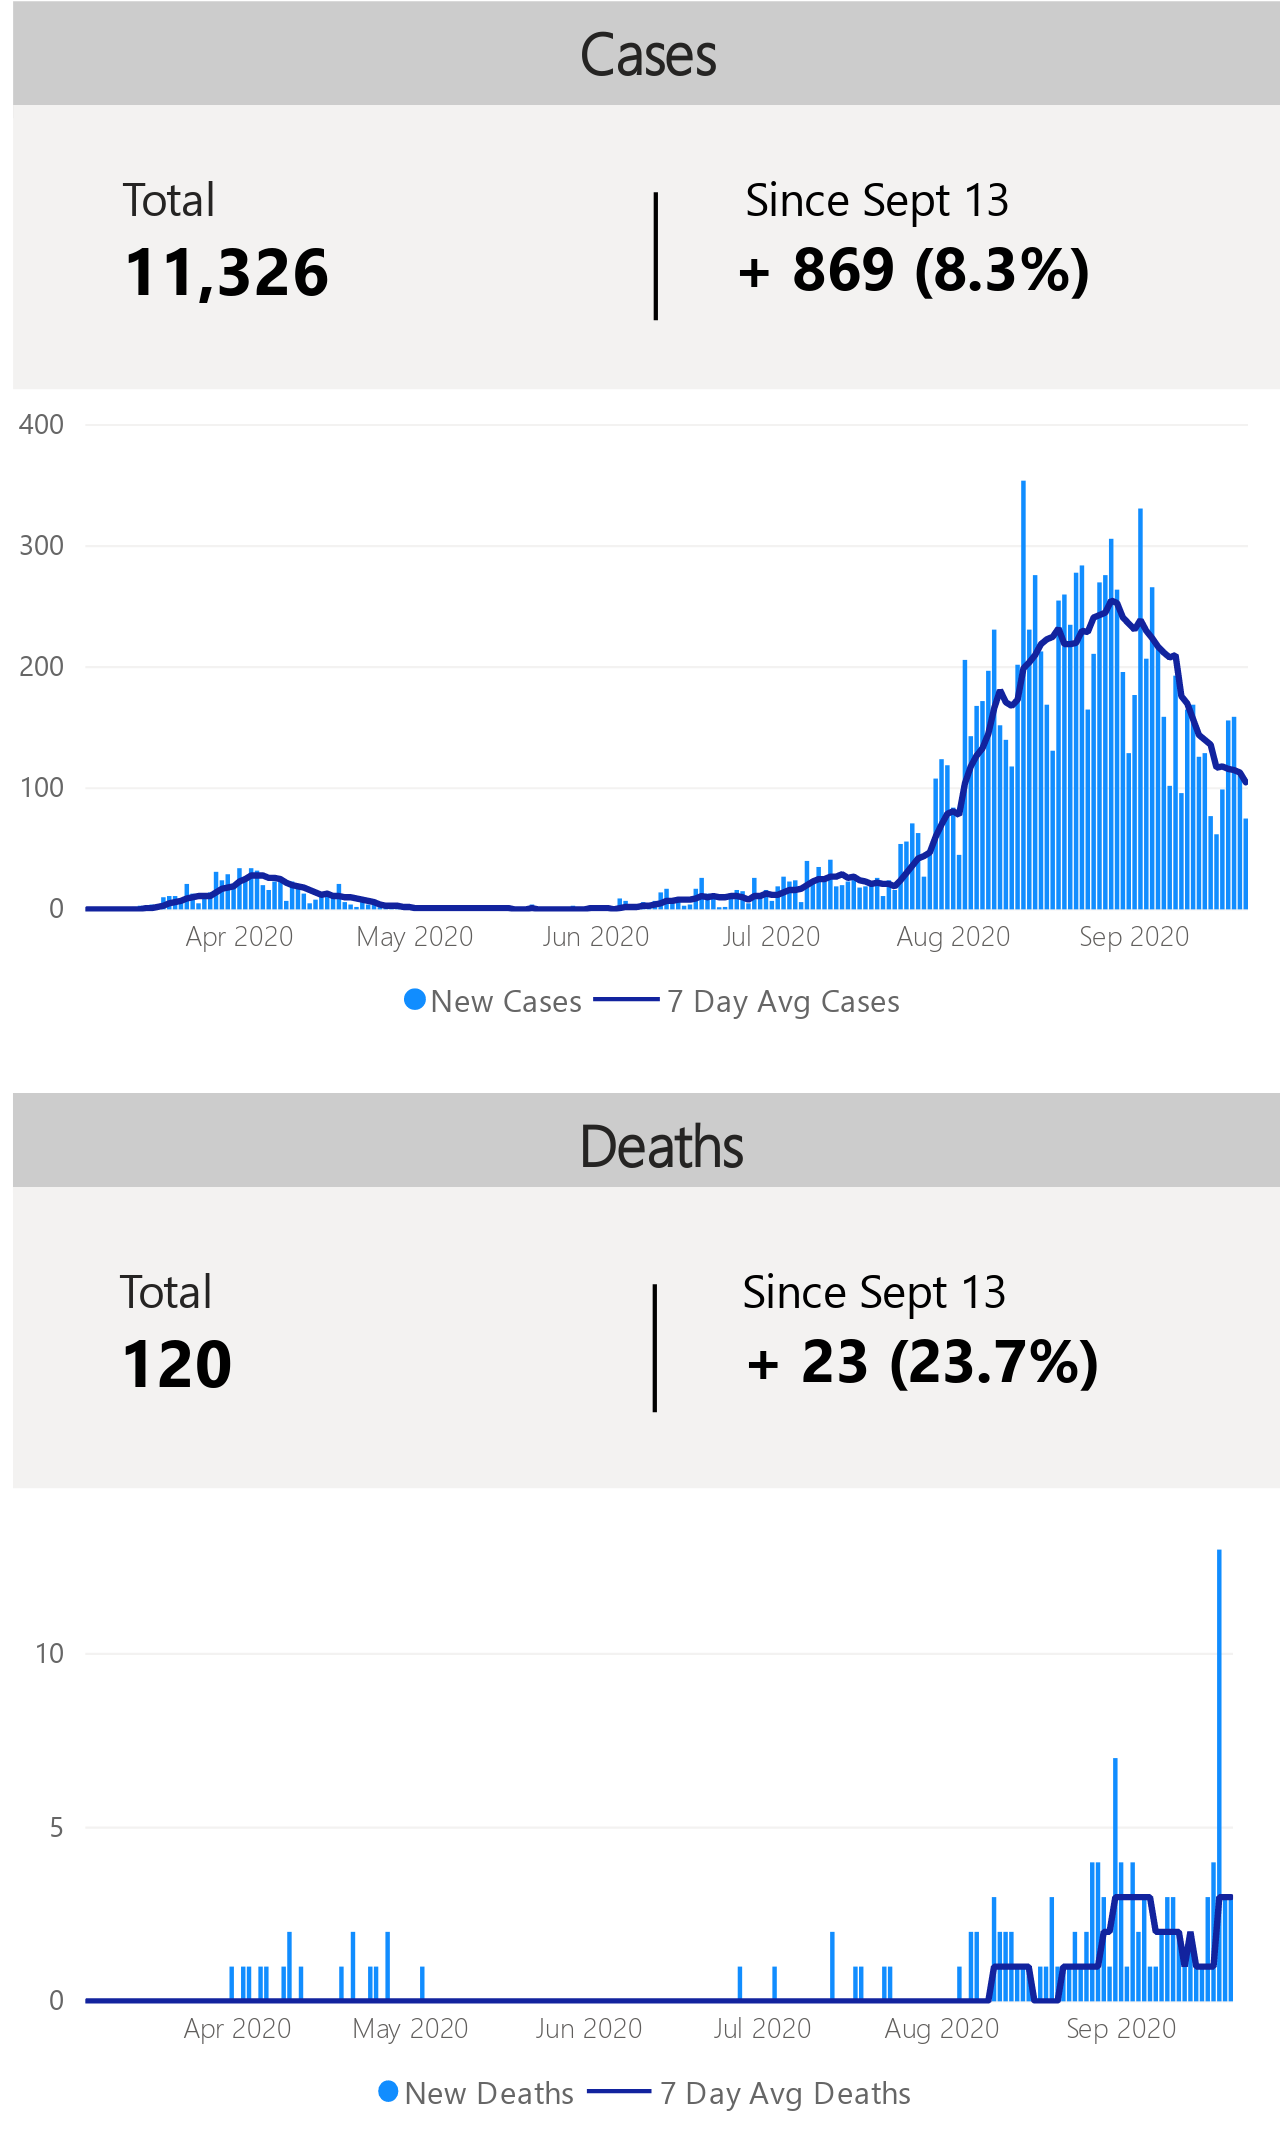 Cases
Total
Since Sept 13
11,326
+ 869 (8.3%)
400
300
200
100
0
Apr 2020 May 2020 Jun 2020 Jul 2020 Aug 2020 Sep 2020
New Cases 7 Day Avg Cases
Deaths
Total
Since Sept 13
120
+ 23 (23.7%)
10
5
0
Apr 2020 May 2020 Jun 2020 Jul 2020 Aug 2020 Sep 2020
New Deaths 7 Day Avg Deaths